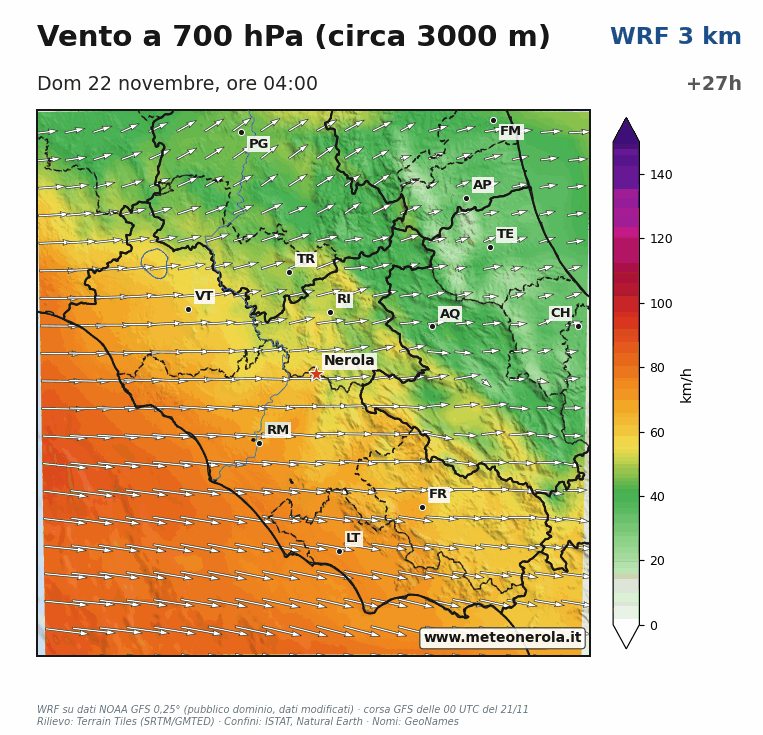 Vento a 700 hPa (circa 3000 m)
WRF 3 km
Dom 22 novembre, ore 04:00
+27h
FM
PG
AP
TE
TR
VT
RI
AQ
CH
Nerola
RM
FR
LT
www.meteonerola.it
140
120
100
80
60
40
20
0
km/h
WRF su dati NOAA GFS 0,25° (pubblico dominio, dati modificati) · corsa GFS delle 00 UTC del 21/11
Rilievo: Terrain Tiles (SRTM/GMTED) · Confini: ISTAT, Natural Earth · Nomi: GeoNames